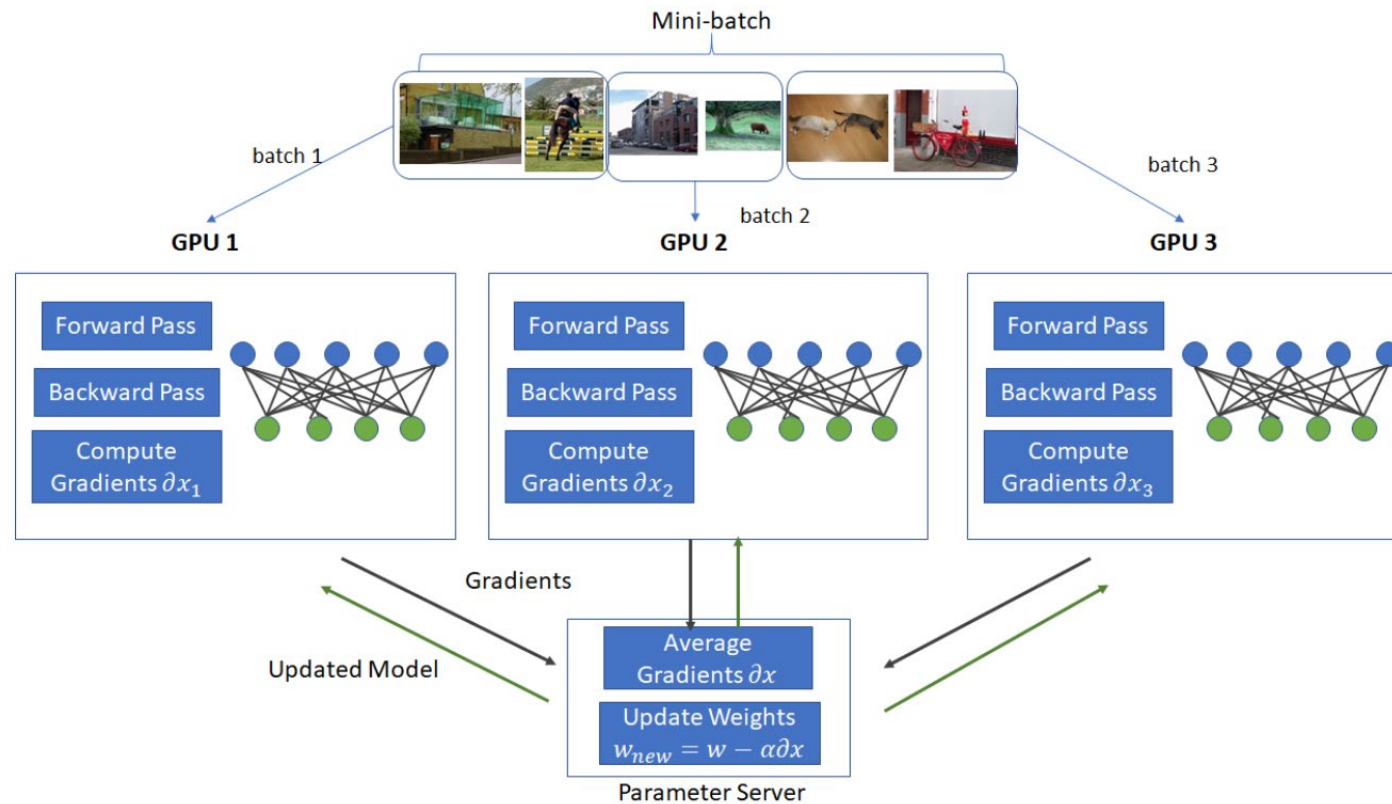 Mini-batch
batch 1
batch 2
batch 3
GPU 1
GPU 2
GPU 3
Forward Pass
Backward Pass
Compute
Gradients ∂x₁
Forward Pass
Backward Pass
Compute
Gradients ∂x₂
Forward Pass
Backward Pass
Compute
Gradients ∂x₃
Gradients
Updated Model
Average
Gradients ∂x
Update Weights
w_new = w − α∂x
Parameter Server